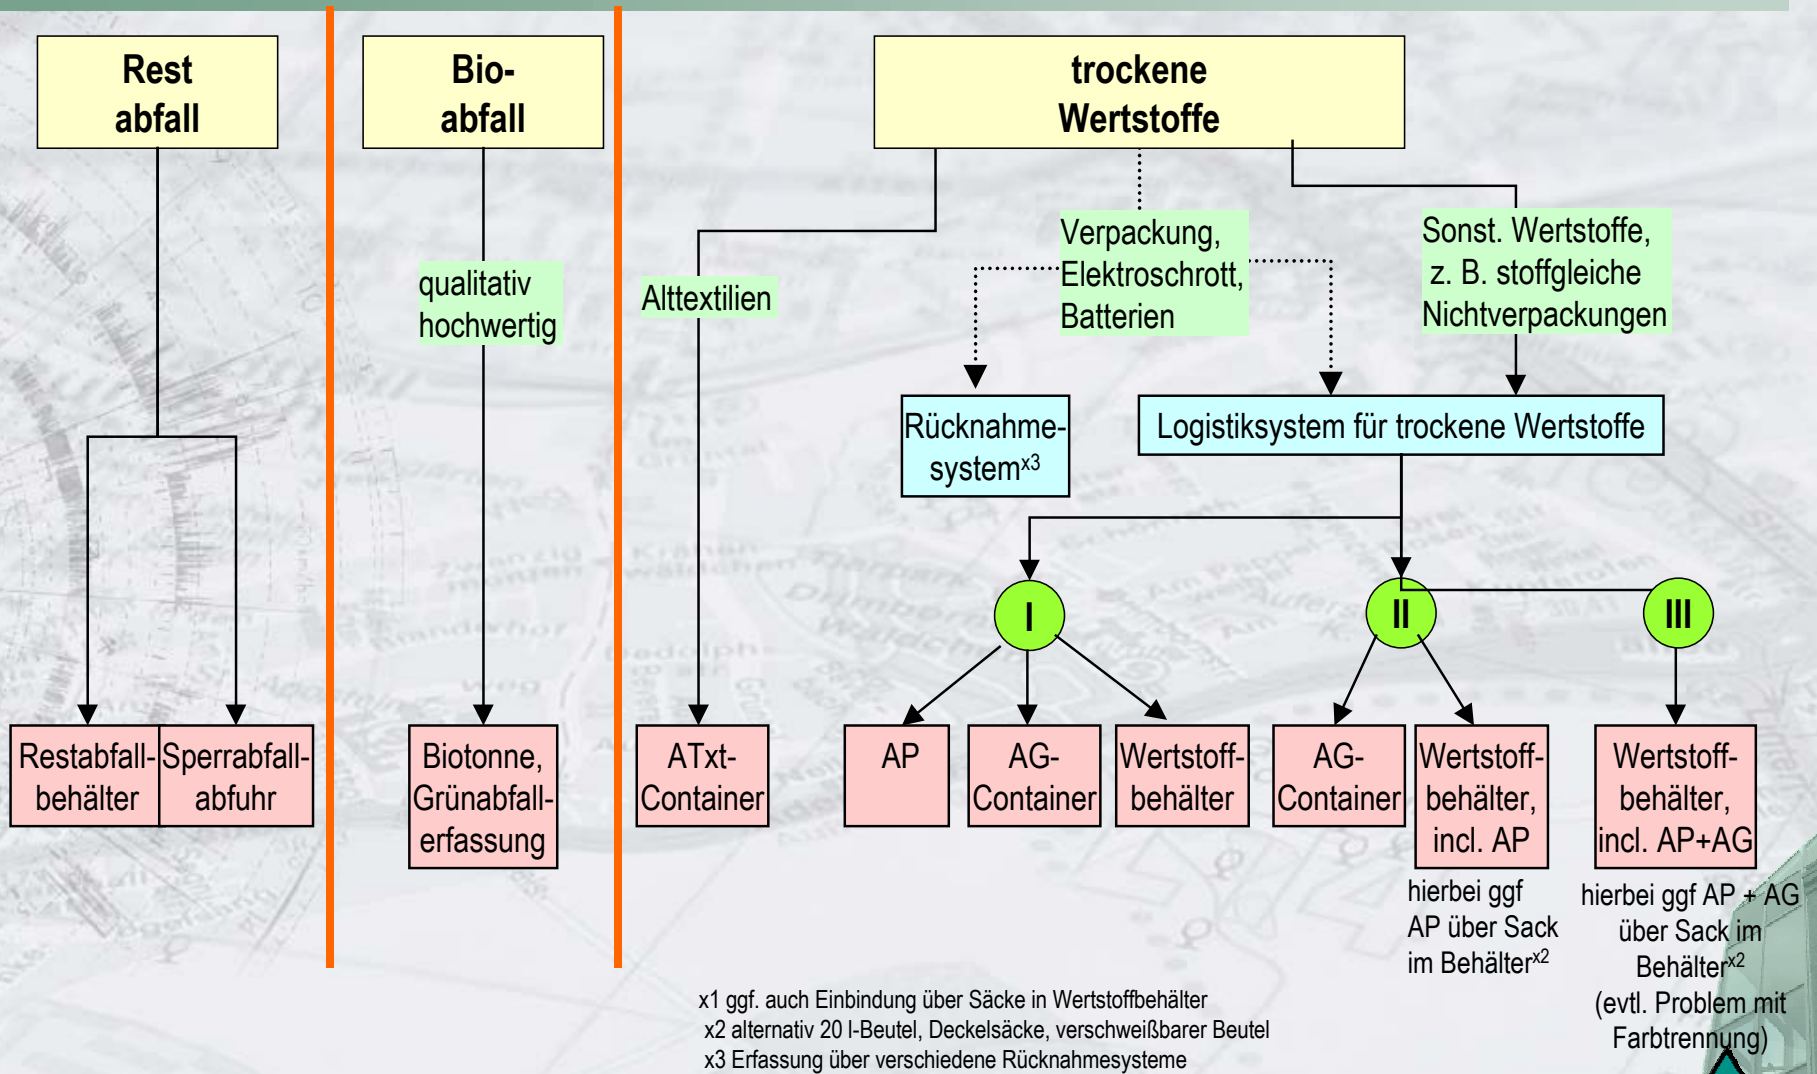 Rest
abfall
Bio-
abfall
trockene
Wertstoffe
qualitativ
hochwertig
Alttextilien
Verpackung,
Elektroschrott,
Batterien
Sonst. Wertstoffe,
z. B. stoffgleiche
Nichtverpackungen
Rücknahme-
systemx3
Logistiksystem für trockene Wertstoffe
I
II
III
Restabfall-
behälter
Sperrabfall-
abfuhr
Biotonne,
Grünabfall-
erfassung
ATxt-
Container
AP
AG-
Container
Wertstoff-
behälter
AG-
Container
Wertstoff-
behälter,
incl. AP
Wertstoff-
behälter,
incl. AP+AG
hierbei ggf
AP über Sack
im Behälterx2
hierbei ggf AP + AG
über Sack im
Behälterx2
(evtl. Problem mit
Farbtrennung)
x1 ggf. auch Einbindung über Säcke in Wertstoffbehälter
x2 alternativ 20 l-Beutel, Deckelsäcke, verschweißbarer Beutel
x3 Erfassung über verschiedene Rücknahmesysteme